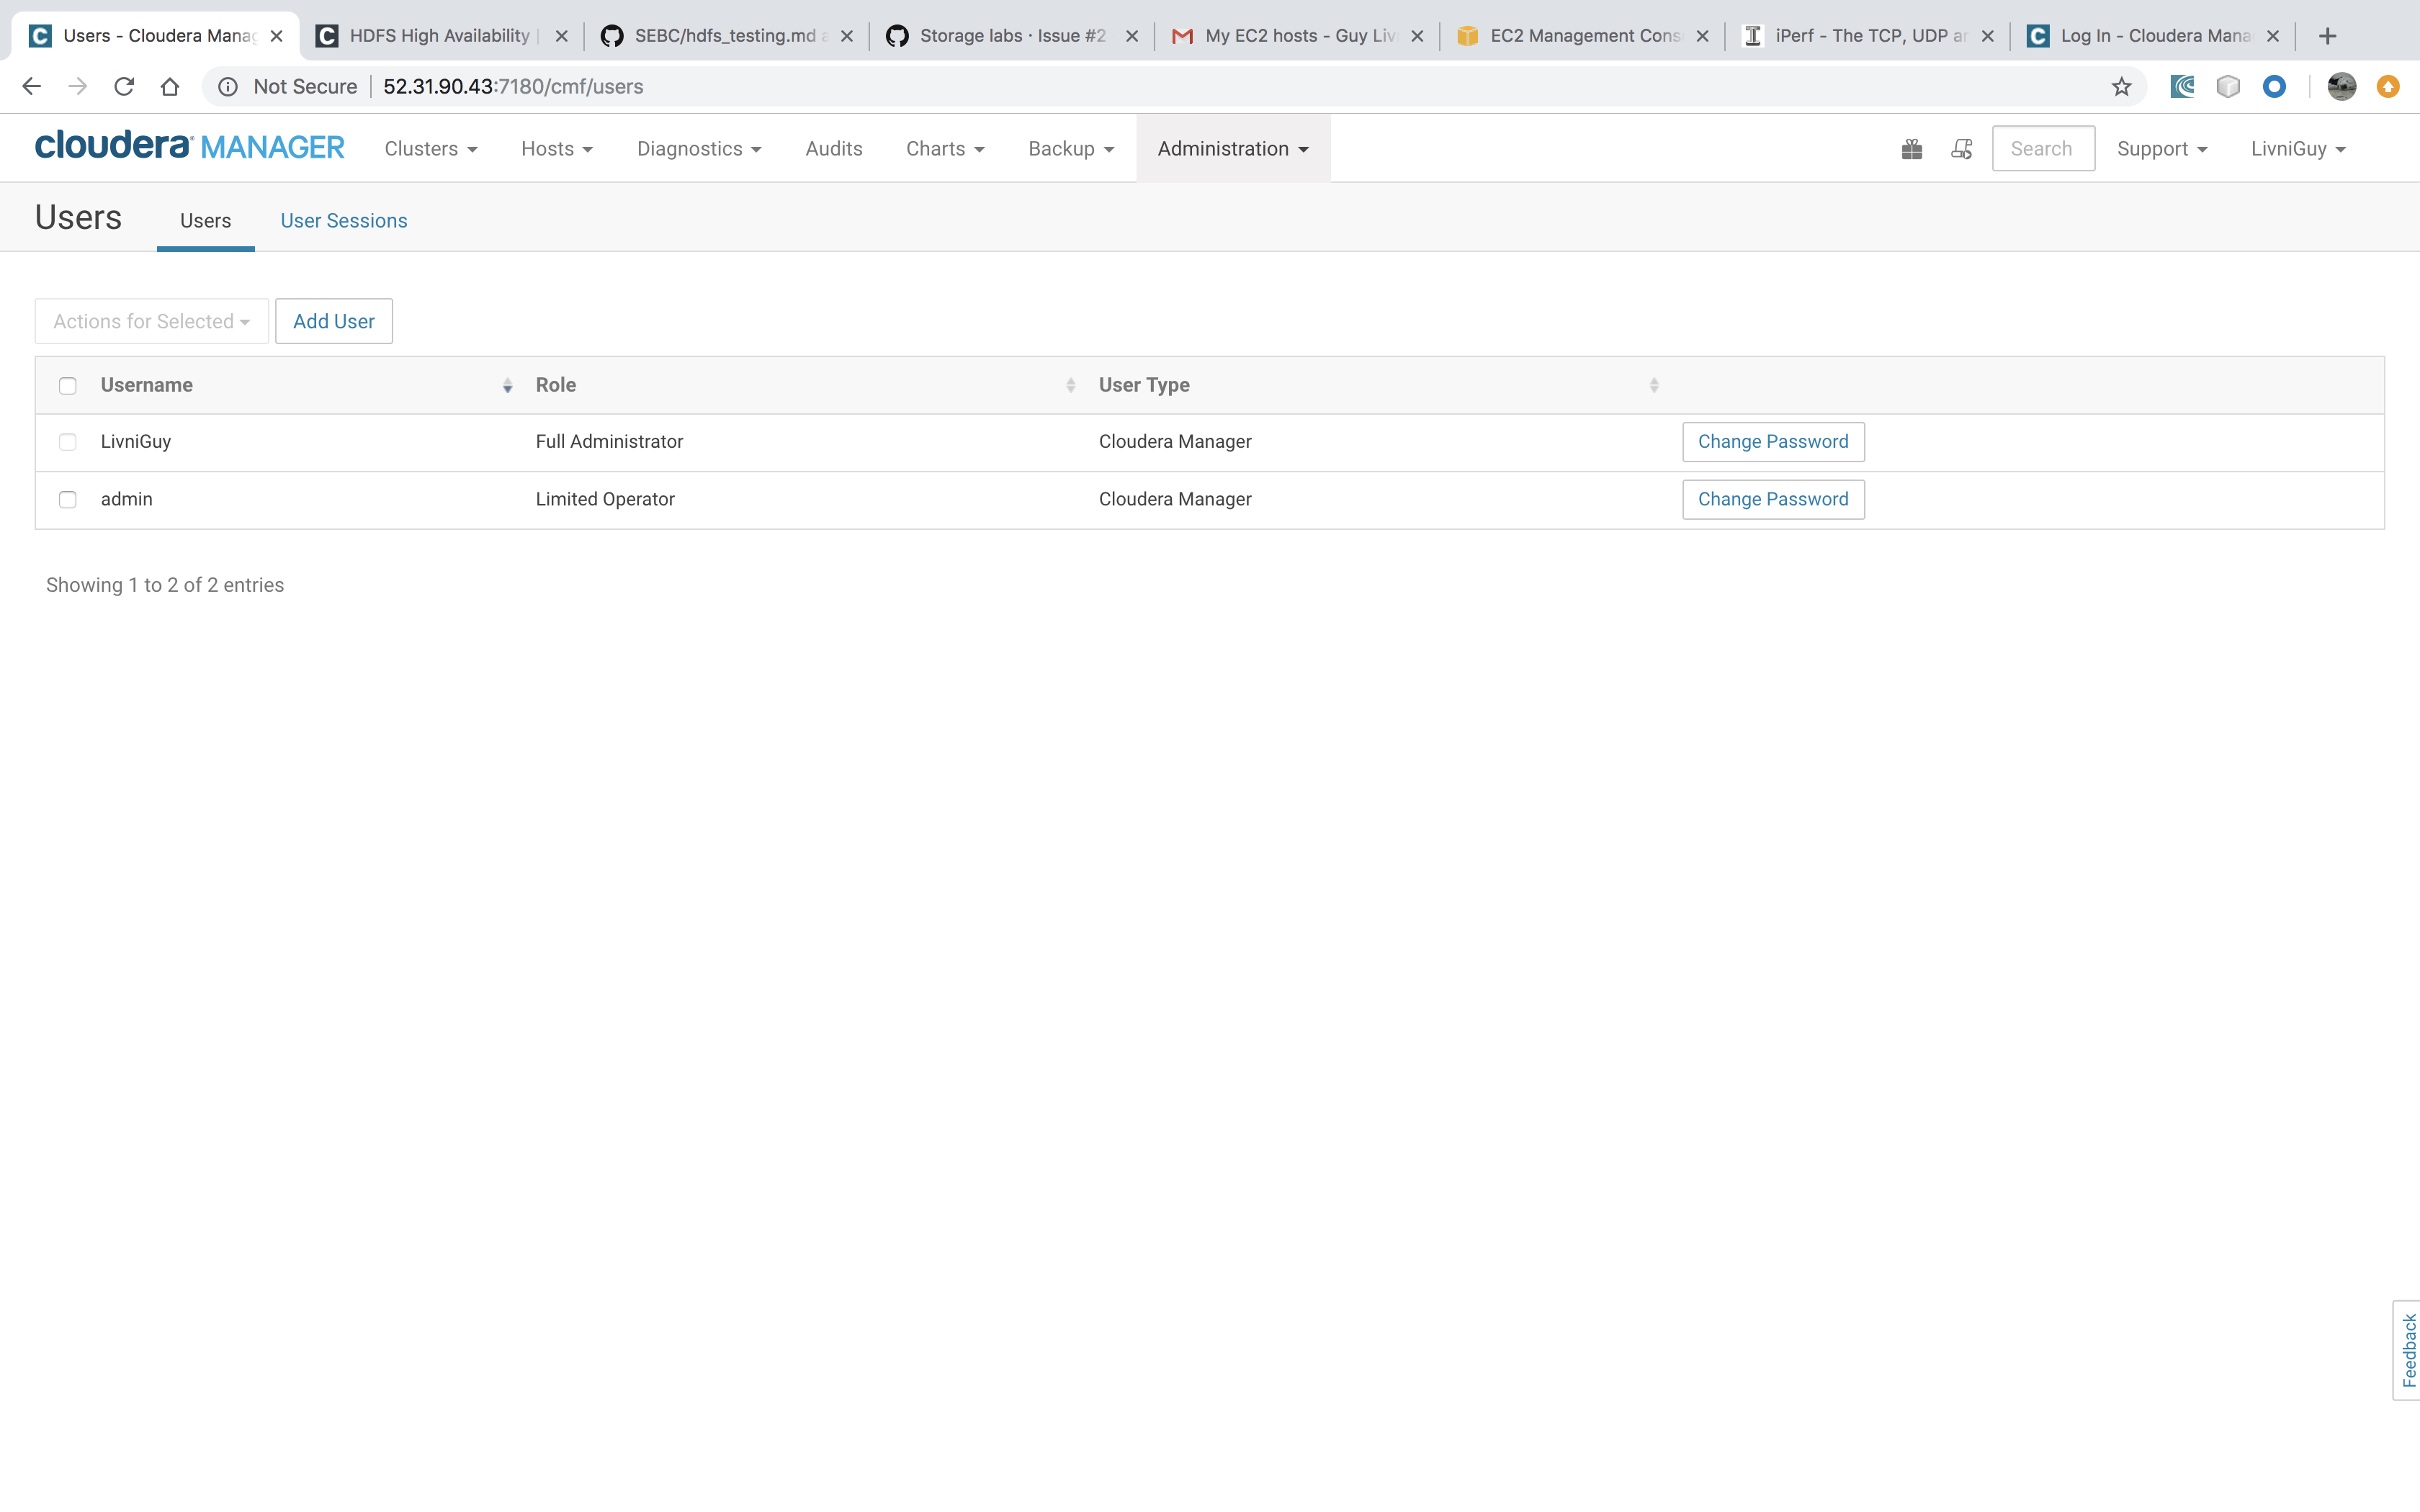 Users - Cloudera Manag
HDFS High Availability
SEBC/hdfs_testing.md a
Storage labs · Issue #2
My EC2 hosts - Guy Liv
EC2 Management Cons
iPerf - The TCP, UDP an
Log In - Cloudera Mana
Not Secure | 52.31.90.43:7180/cmf/users
cloudera MANAGER Clusters Hosts Diagnostics Audits Charts Backup Administration Search Support LivniGuy
Users Users User Sessions
Actions for Selected Add User
Username Role User Type
LivniGuy Full Administrator Cloudera Manager Change Password
admin Limited Operator Cloudera Manager Change Password
Showing 1 to 2 of 2 entries
Feedback